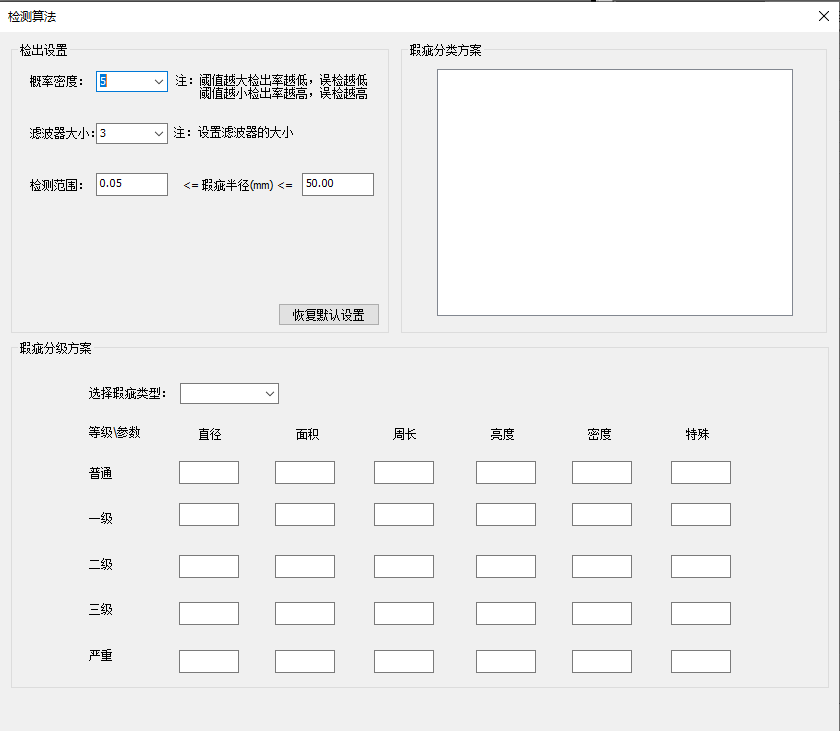 检测算法
检出设置
概率密度： 5 注：阈值越大检出率越低，误检越低
阈值越小检出率越高，误检越高
滤波器大小: 3 注：设置滤波器的大小
检测范围： 0.05 <= 瑕疵半径(mm) <= 50.00
恢复默认设置
瑕疵分类方案
瑕疵分级方案
选择瑕疵类型：
等级\参数 直径 面积 周长 亮度 密度 特殊
普通
一级
二级
三级
严重